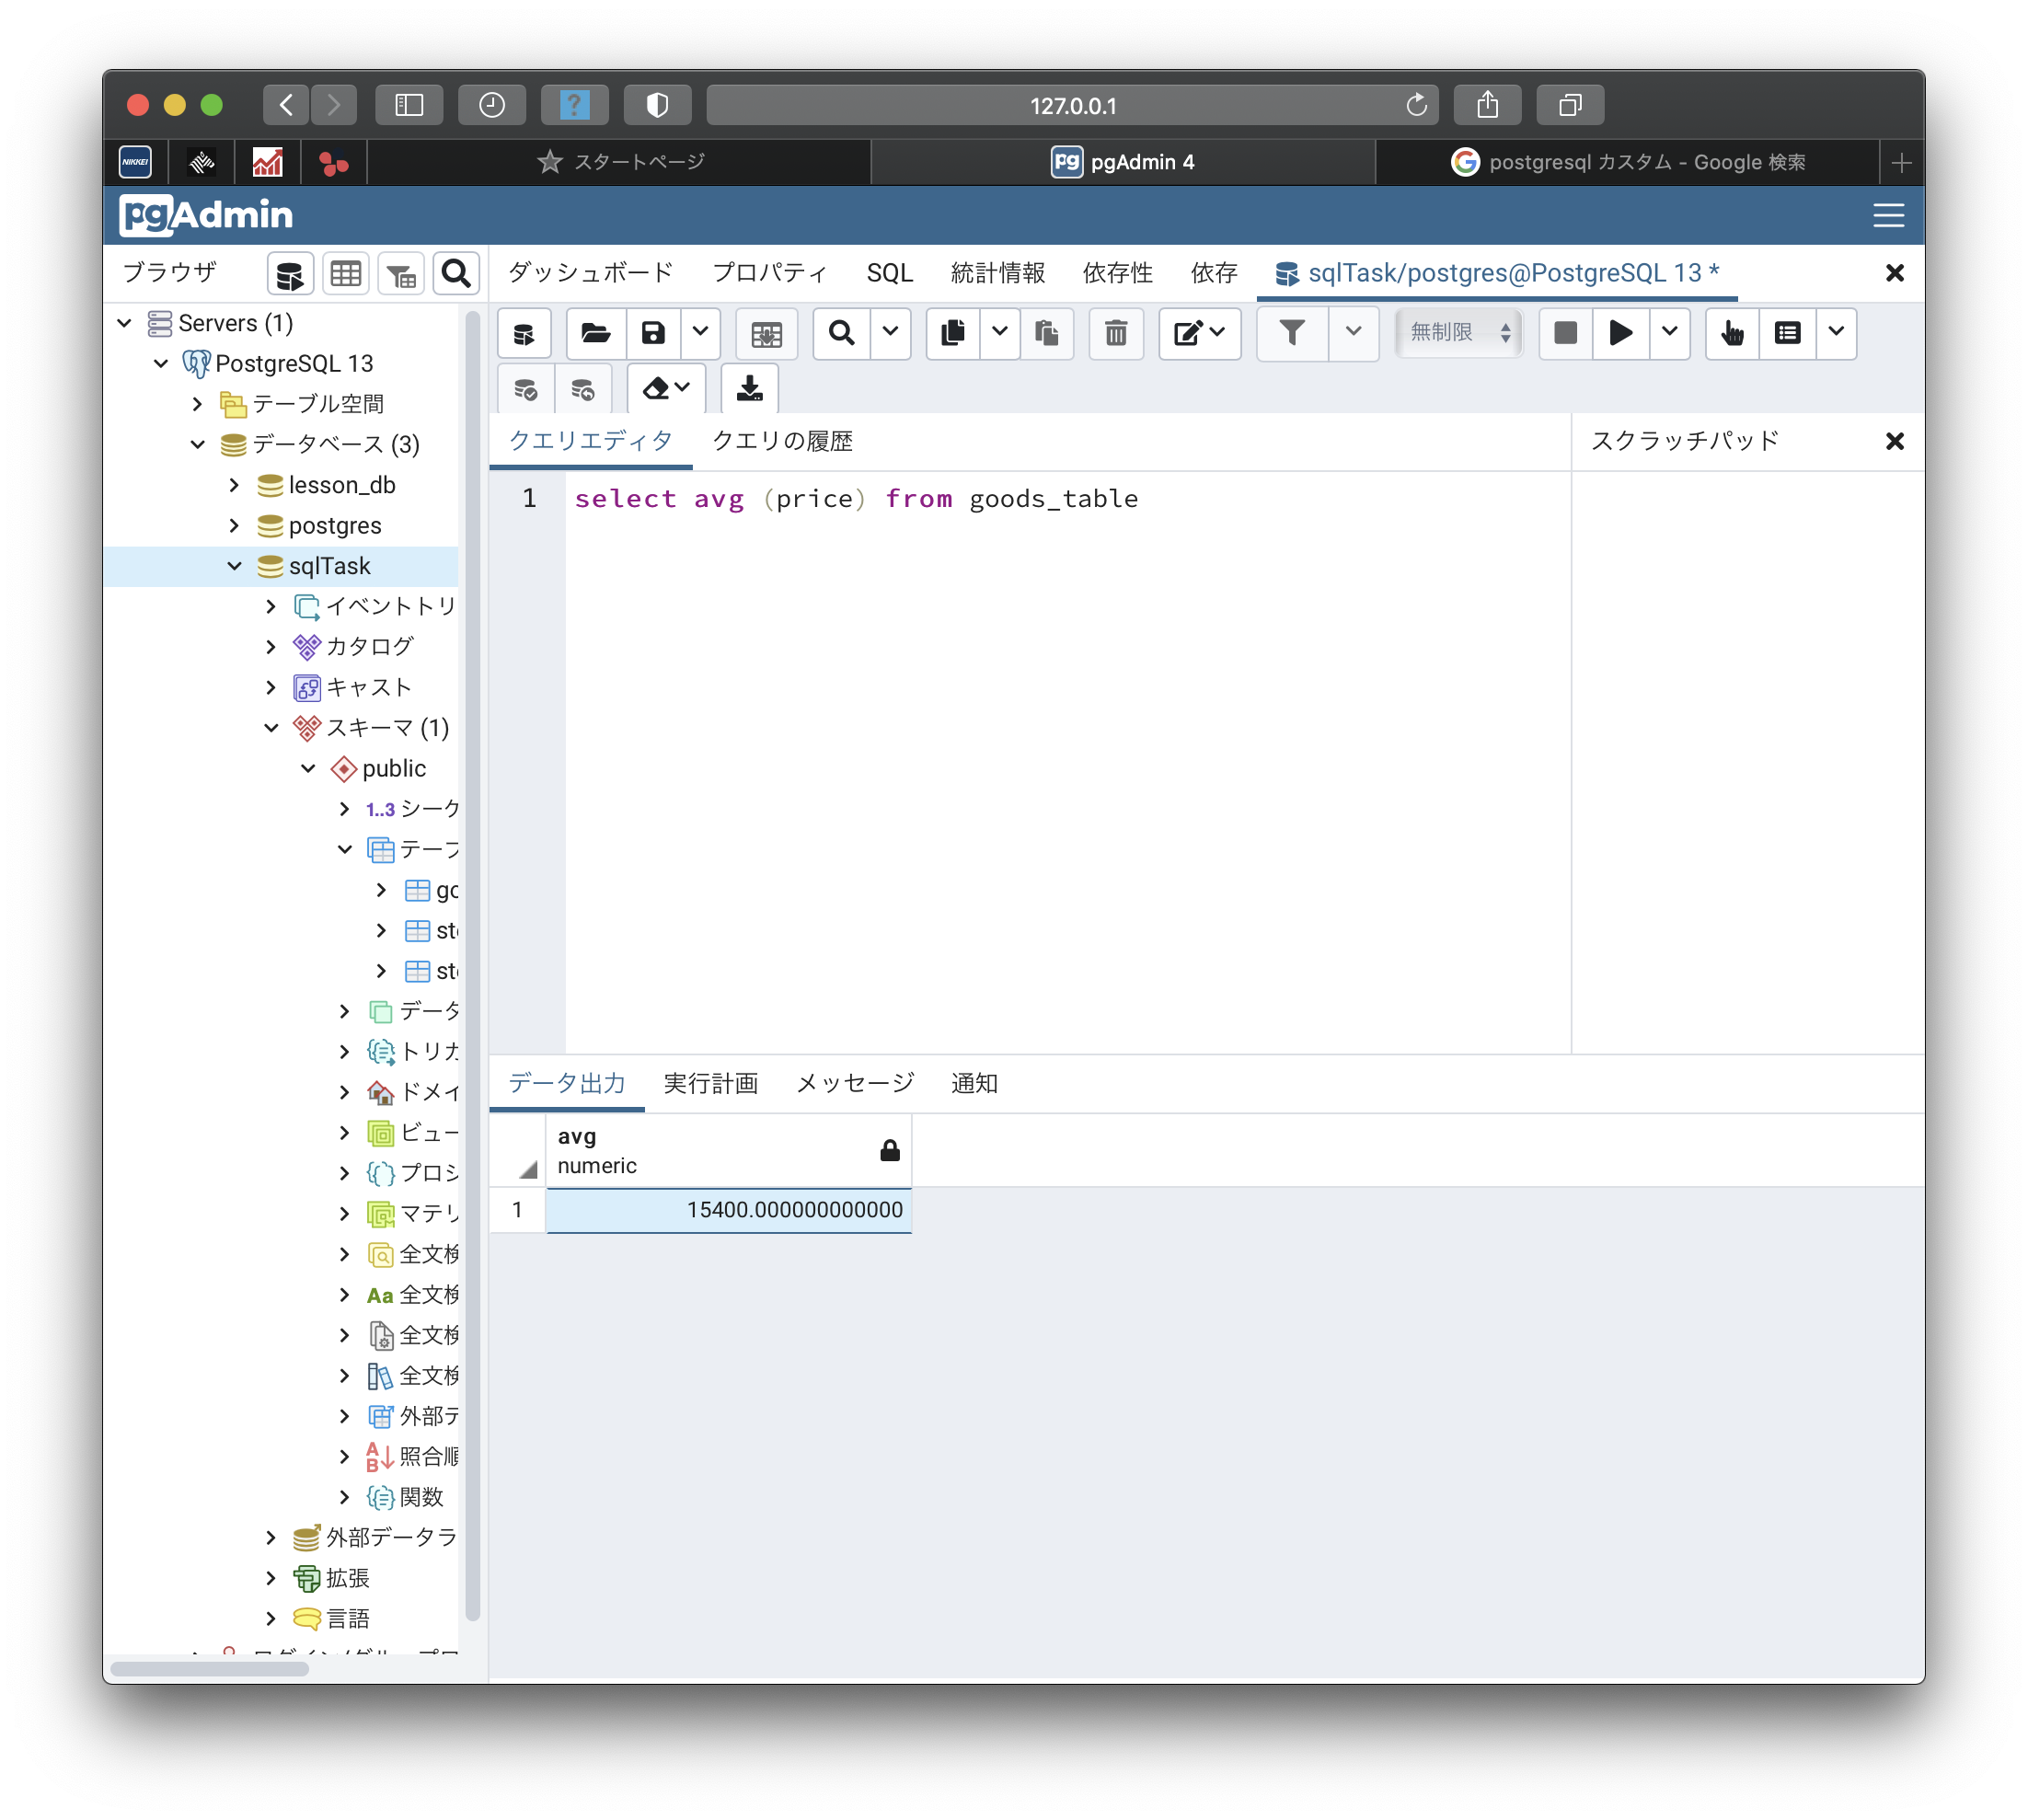 127.0.0.1
NIKKEI
スタートページ
pgAdmin 4
postgresql カスタム - Google 検索
pgAdmin
ブラウザ
ダッシュボード プロパティ SQL 統計情報 依存性 依存 sqlTask/postgres@PostgreSQL 13 *
Servers (1)
無制限
PostgreSQL 13
テーブル空間
データベース (3)
クエリエディタ クエリの履歴 スクラッチパッド
lesson_db
1 select avg (price) from goods_table
postgres
sqlTask
イベントトリ
カタログ
キャスト
スキーマ (1)
public
1..3 シーケ
テーブ
go
sto
sto
データ
トリガ
ドメイ
ビュー
プロシ
マテリ
全文検
Aa 全文検
全文検
全文検
外部テ
照合順
関数
外部データラ
拡張
言語
データ出力 実行計画 メッセージ 通知
avg
numeric
1 15400.000000000000